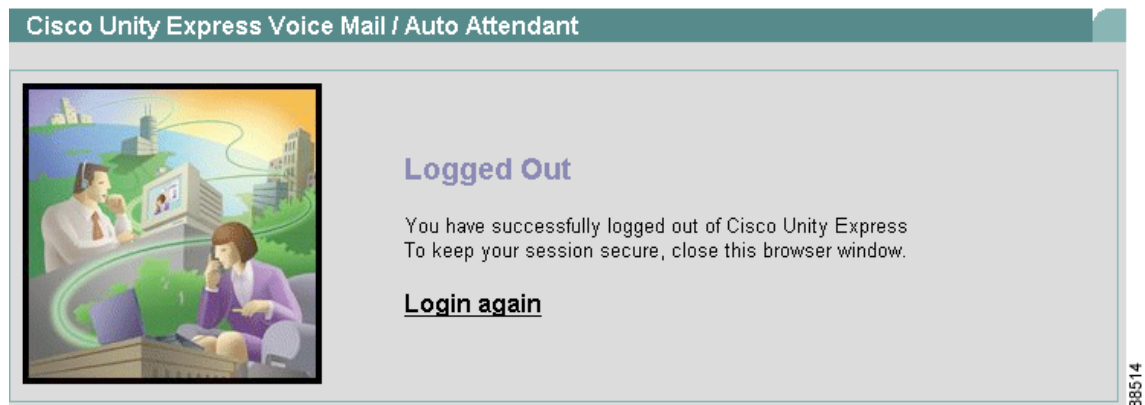 Cisco Unity Express Voice Mail / Auto Attendant
Logged Out
You have successfully logged out of Cisco Unity Express
To keep your session secure, close this browser window.
Login again
88514